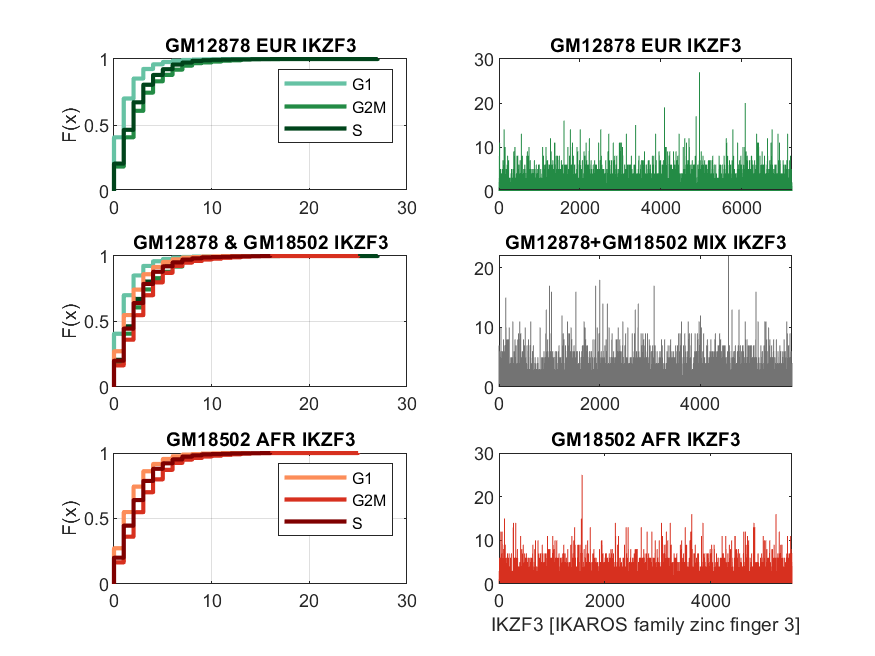 GM12878 EUR IKZF3
F(x)
1
0.5
0
0 10 20 30
G1
G2M
S
GM12878 EUR IKZF3
30
20
10
0
0 2000 4000 6000
GM12878 & GM18502 IKZF3
F(x)
1
0.5
0
0 10 20 30
GM12878+GM18502 MIX IKZF3
20
10
0
0 2000 4000
GM18502 AFR IKZF3
F(x)
1
0.5
0
0 10 20 30
G1
G2M
S
GM18502 AFR IKZF3
30
20
10
0
0 2000 4000
IKZF3 [IKAROS family zinc finger 3]